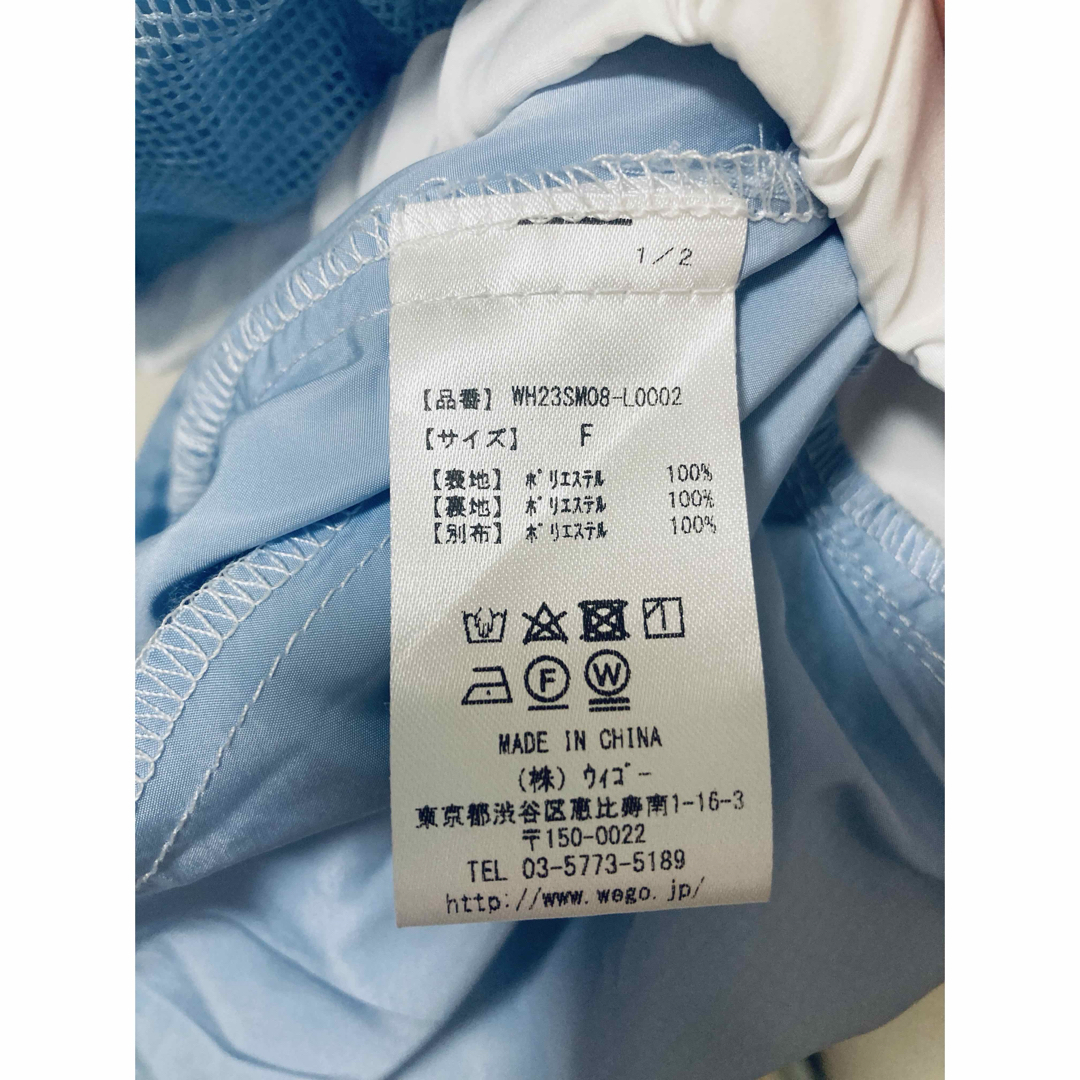 1／2
【品番】 WH23SM08-L0002
【サイズ】 F
【表地】 ﾎﾟﾘｴｽﾃﾙ 100%
【裏地】 ﾎﾟﾘｴｽﾃﾙ 100%
【別布】 ﾎﾟﾘｴｽﾃﾙ 100%
F W
MADE IN CHINA
(株) ｳｨｺﾞｰ
東京都渋谷区恵比寿南1-16-3
〒150-0022
TEL 03-5773-5189
http://www.wego.jp/